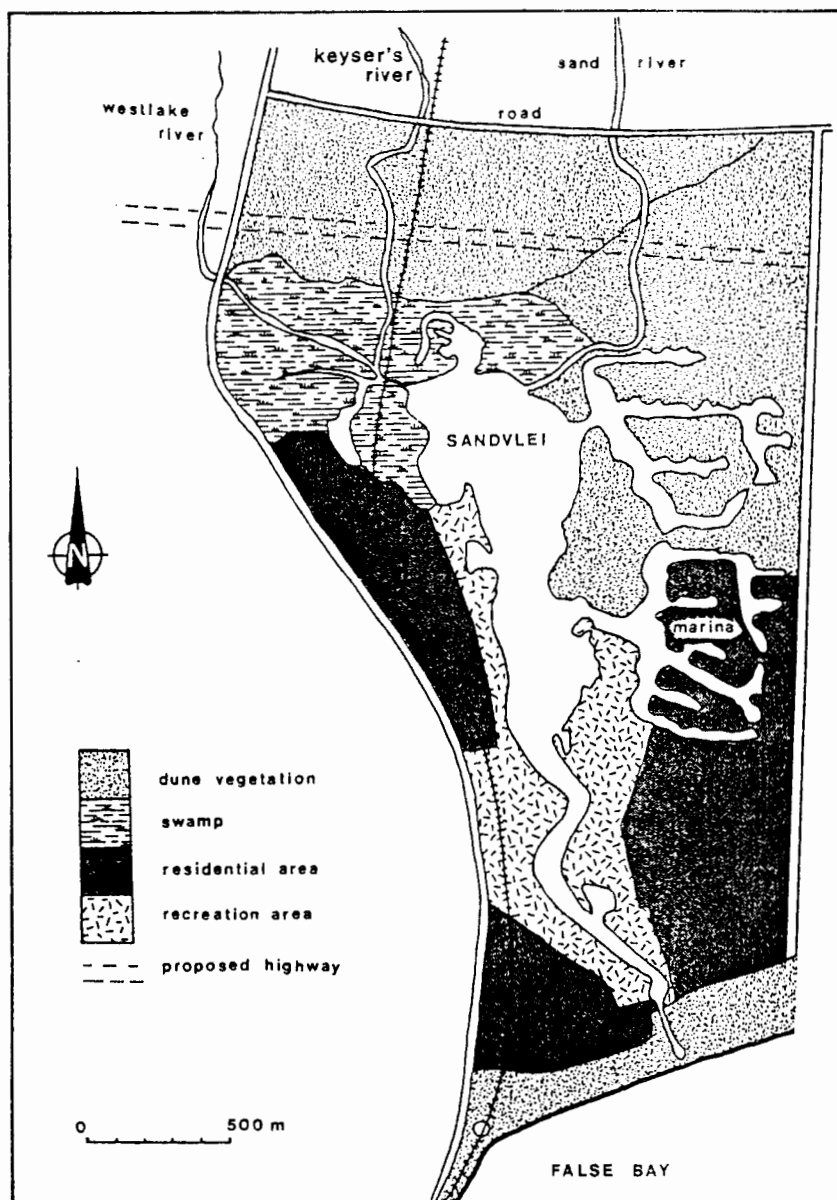 keyser's
river
sand river
westlake
river
road
SANDVLEI
N
marina
dune vegetation
swamp
residential area
recreation area
proposed highway
0 500 m
FALSE BAY